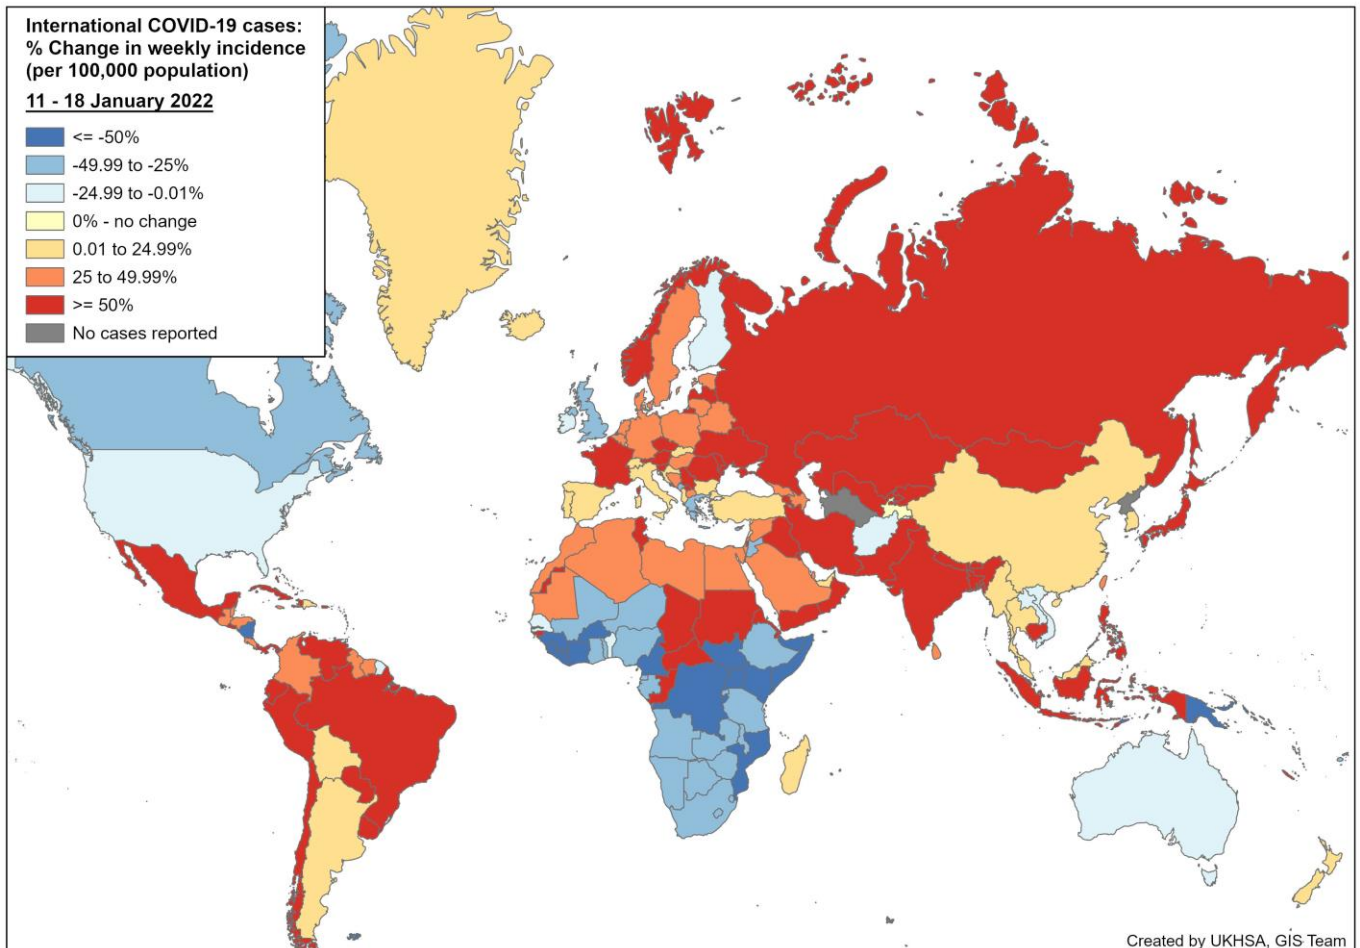 International COVID-19 cases:
% Change in weekly incidence
(per 100,000 population)
11 - 18 January 2022
<= -50%
-49.99 to -25%
-24.99 to -0.01%
0% - no change
0.01 to 24.99%
25 to 49.99%
>= 50%
No cases reported
Created by UKHSA, GIS Team